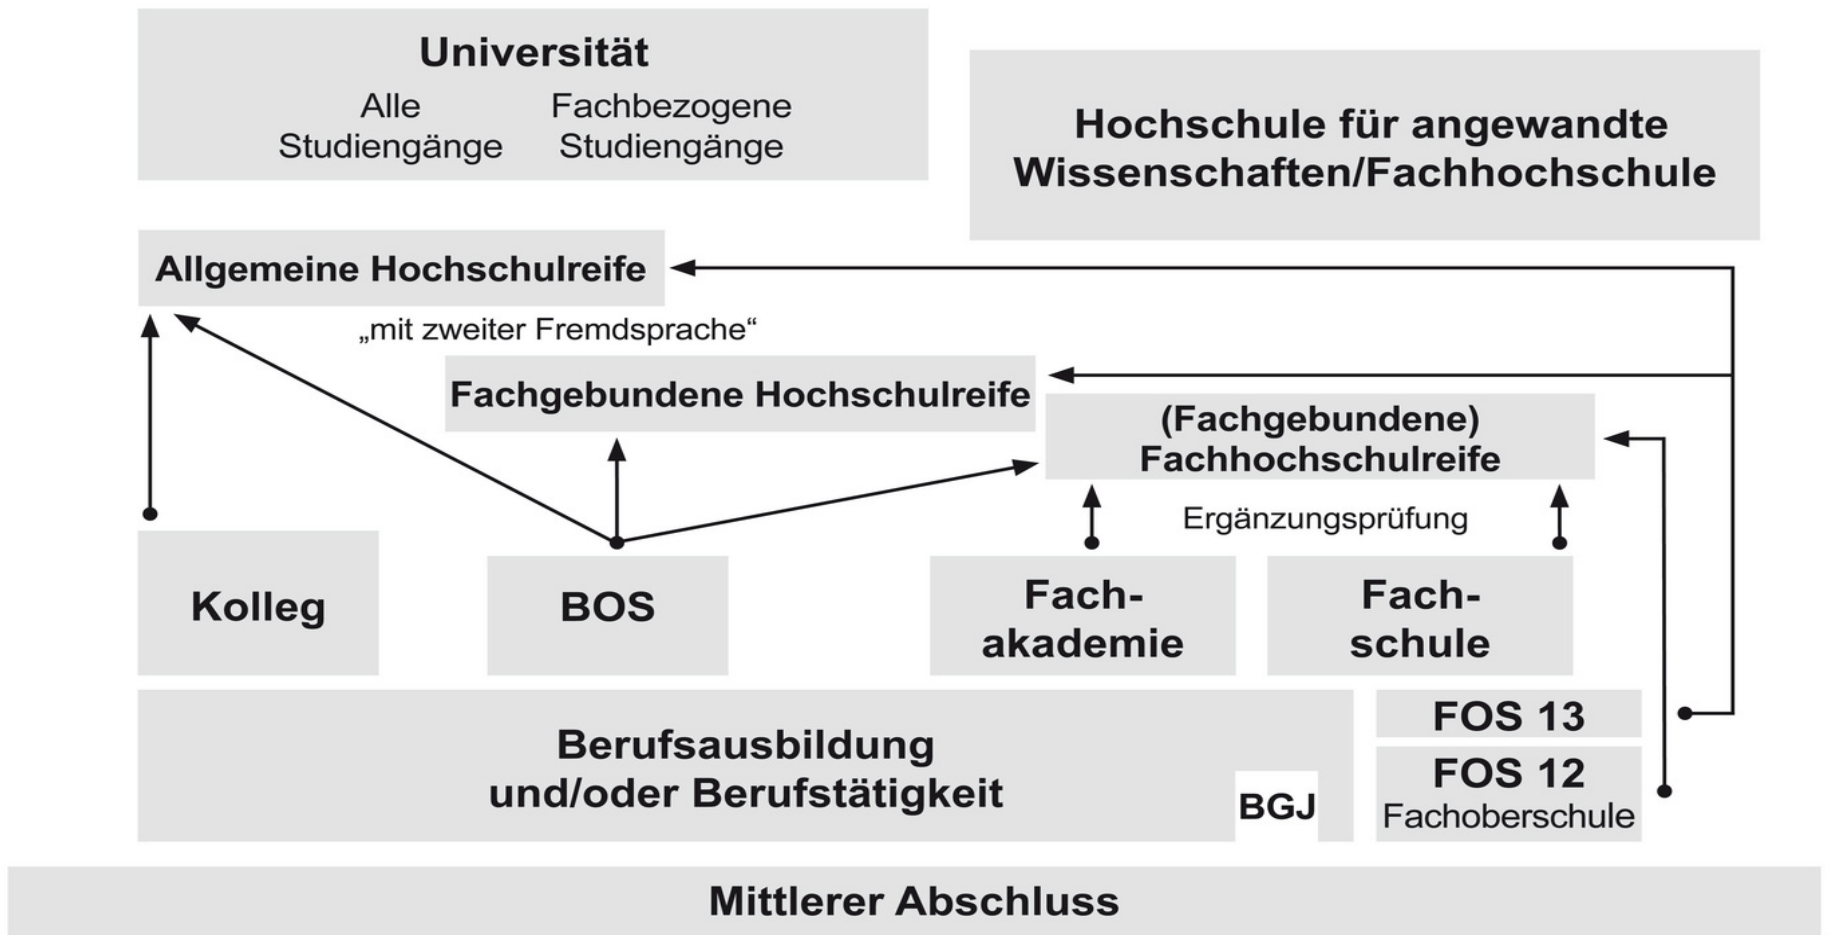 Universität
Alle
Studiengänge
Fachbezogene
Studiengänge
Hochschule für angewandte
Wissenschaften/Fachhochschule
Allgemeine Hochschulreife
„mit zweiter Fremdsprache“
Fachgebundene Hochschulreife
(Fachgebundene)
Fachhochschulreife
Ergänzungsprüfung
Kolleg
BOS
Fach-
akademie
Fach-
schule
Berufsausbildung
und/oder Berufstätigkeit
BGJ
FOS 13
FOS 12
Fachoberschule
Mittlerer Abschluss